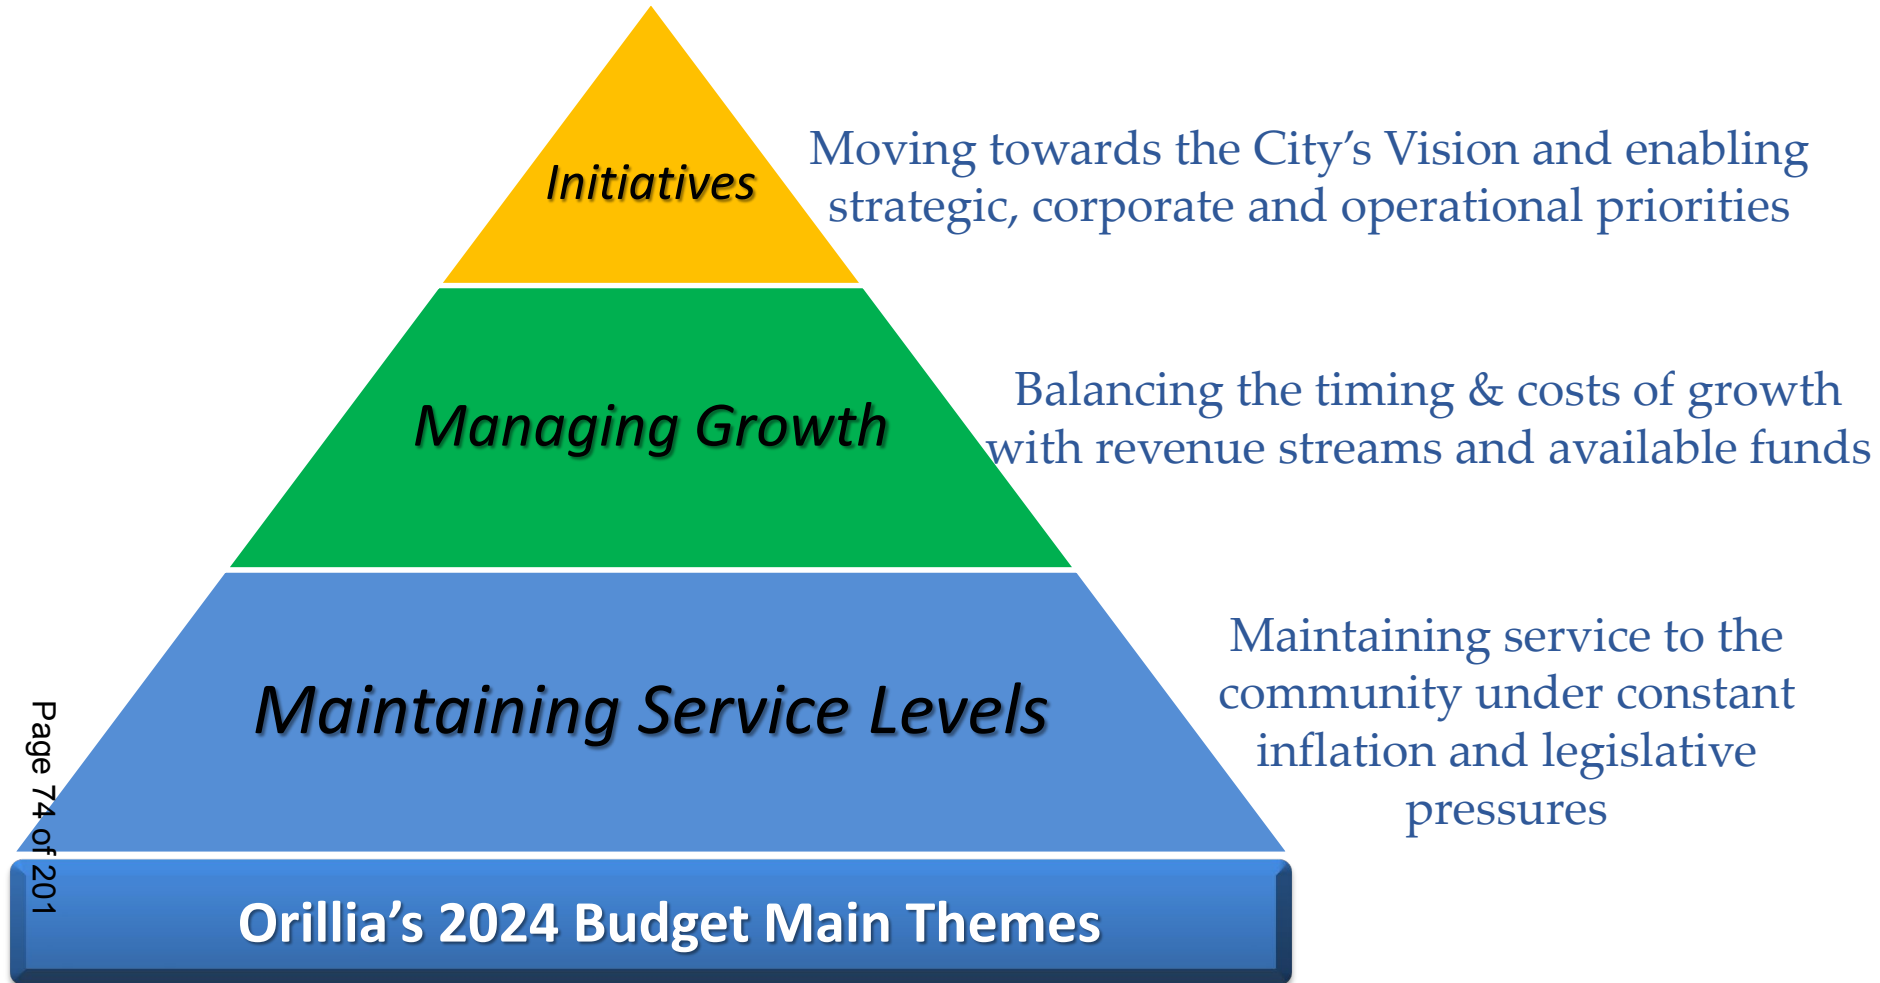 Initiatives
Moving towards the City’s Vision and enabling
strategic, corporate and operational priorities
Managing Growth
Balancing the timing & costs of growth
with revenue streams and available funds
Maintaining Service Levels
Maintaining service to the
community under constant
inflation and legislative
pressures
Orillia’s 2024 Budget Main Themes
Page 74 of 201